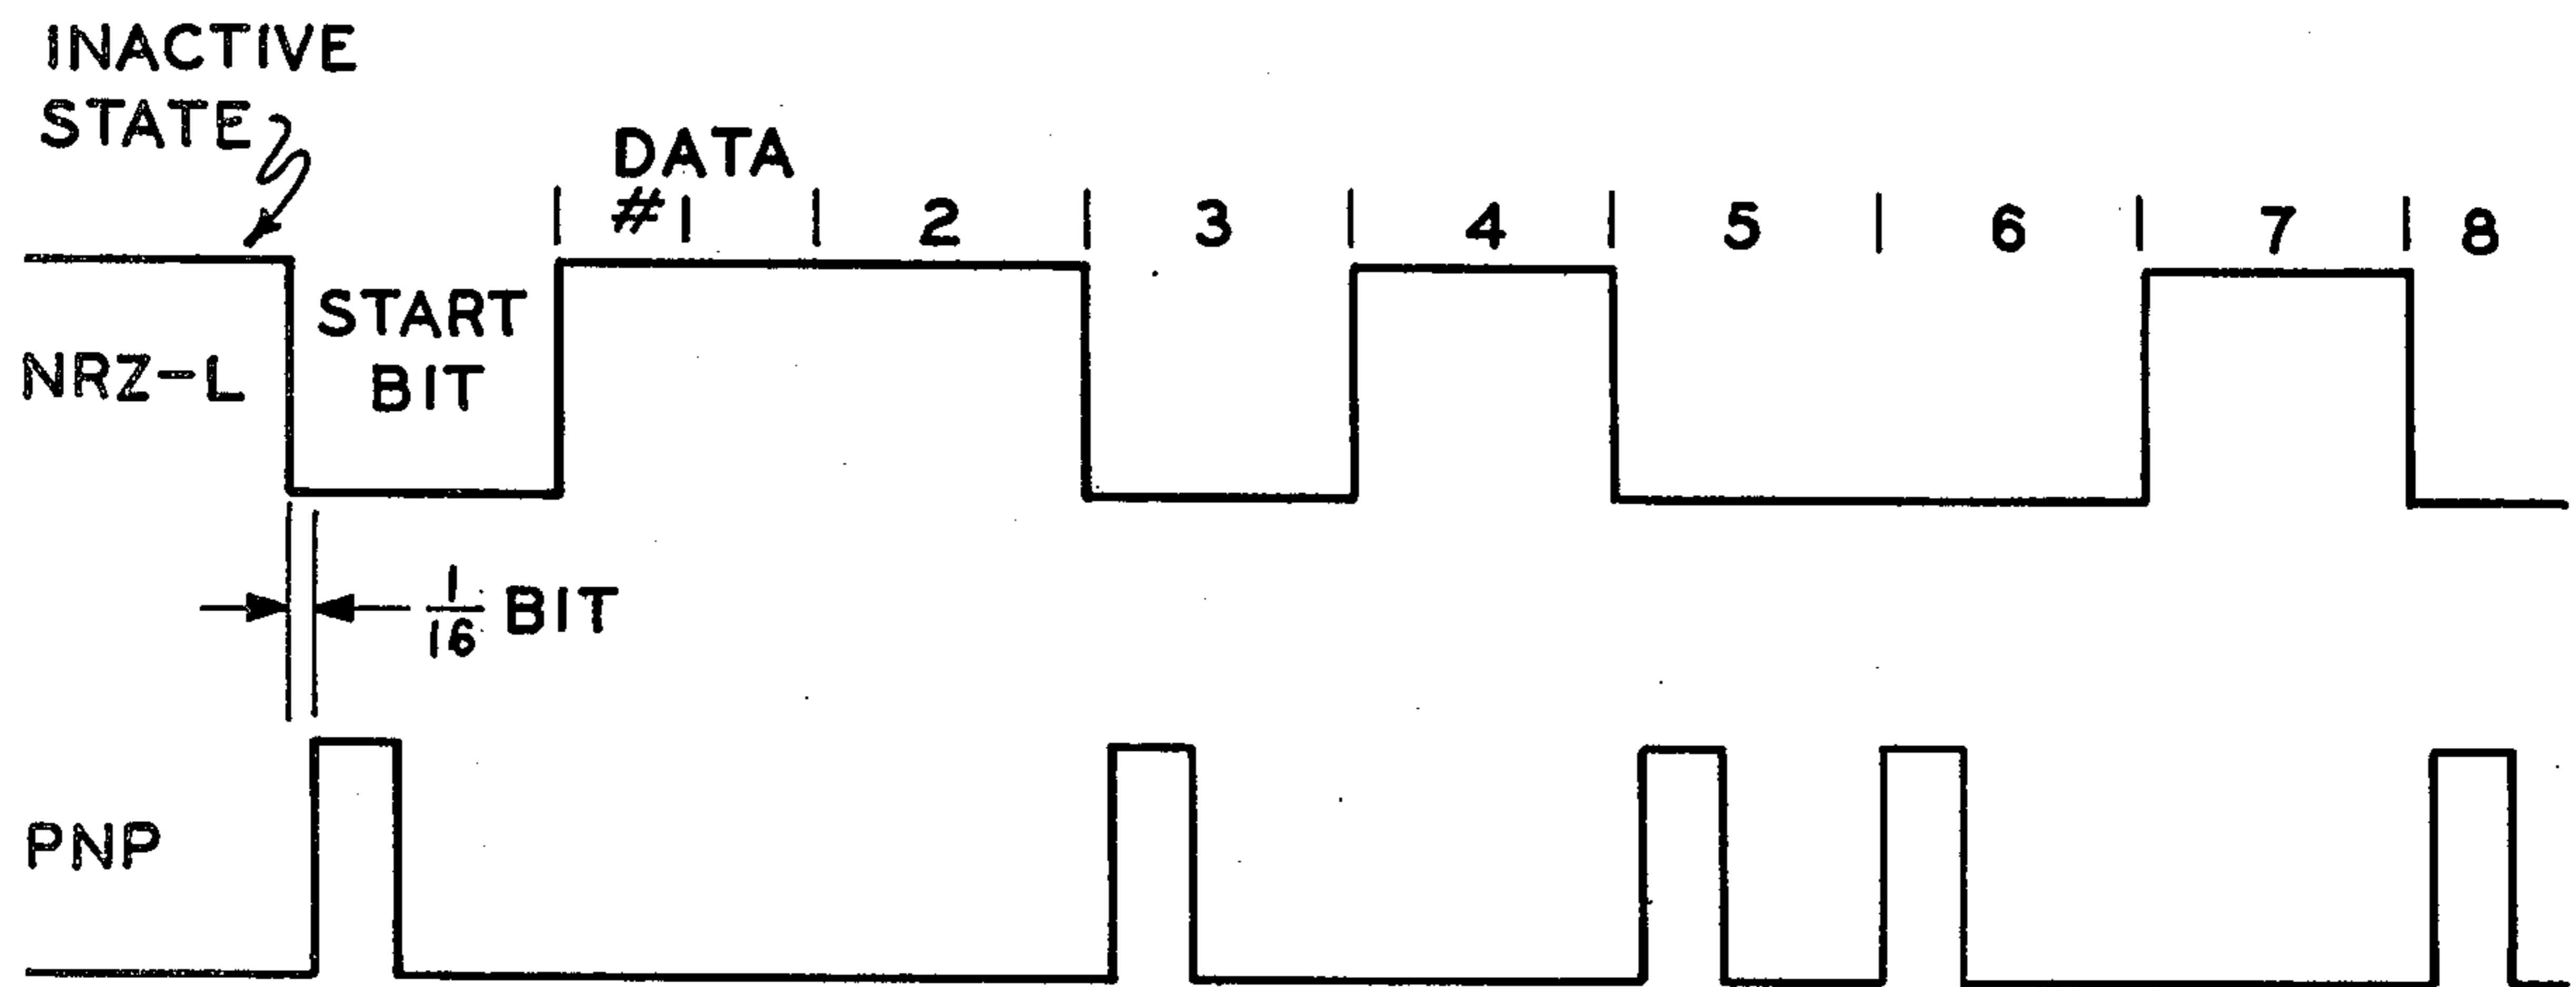 INACTIVE
STATE
DATA
#1 2 3 4 5 6 7 8
START
BIT
NRZ-L
1/16 BIT
PNP